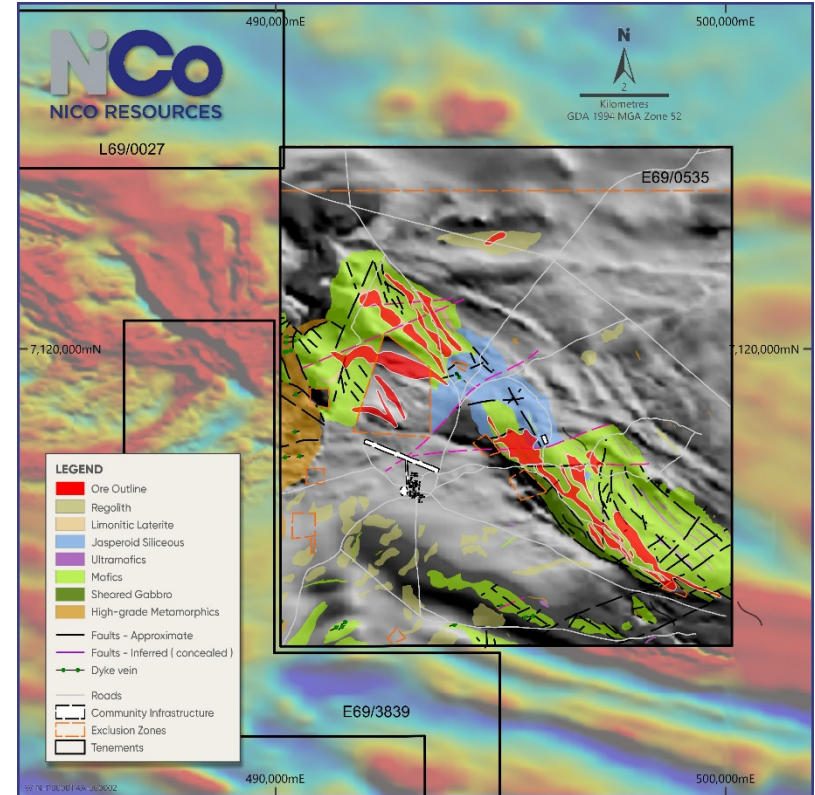 490,000mE
500,000mE
NiCo
NICO RESOURCES
N
2
Kilometres
GDA 1994 MGA Zone 52
L69/0027
E69/0535
7,120,000mN
7,120,000mN
LEGEND
Ore Outline
Regolith
Limonitic Laterite
Jasperoid Siliceous
Ultramafics
Mafics
Sheared Gabbro
High-grade Metamorphics
Faults - Approximate
Faults - Inferred ( concealed )
Dyke vein
Roads
Community Infrastructure
Exclusion Zones
Tenements
E69/3839
490,000mE
500,000mE